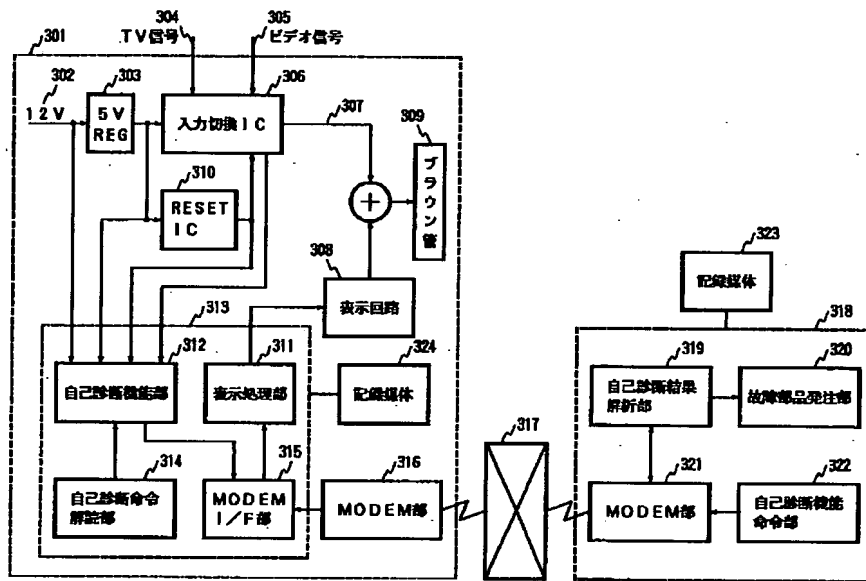 304
TV信号
305
ビデオ信号
301
302
12V
303
5V
REG
306
入力切換IC
307
309
ブラウン管
310
RESET
IC
308
表示回路
313
312
自己診断機能部
311
表示処理部
324
記録媒体
314
自己診断命令
解読部
315
MODEM
I/F部
316
MODEM部
317
323
記録媒体
318
319
自己診断結果
解析部
320
故障部品発注部
321
MODEM部
322
自己診断機能
命令部